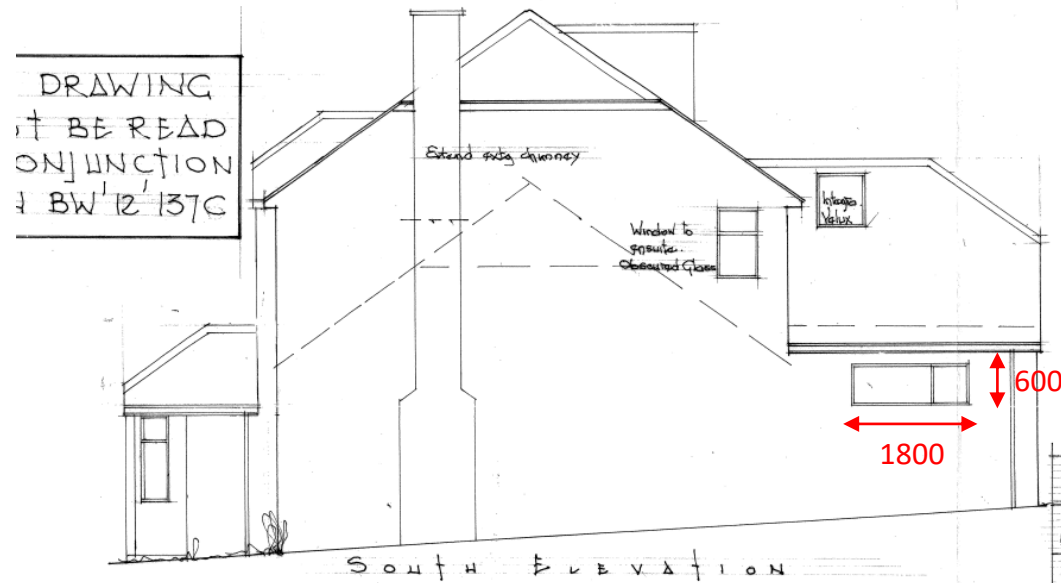 DRAWING
BE READ
ONJUNCTION
BW'12'137C
Extend extg chimney
Window to
ensuite.
Obscured Glass
Velux
600
1800
SOUTH ELEVATION